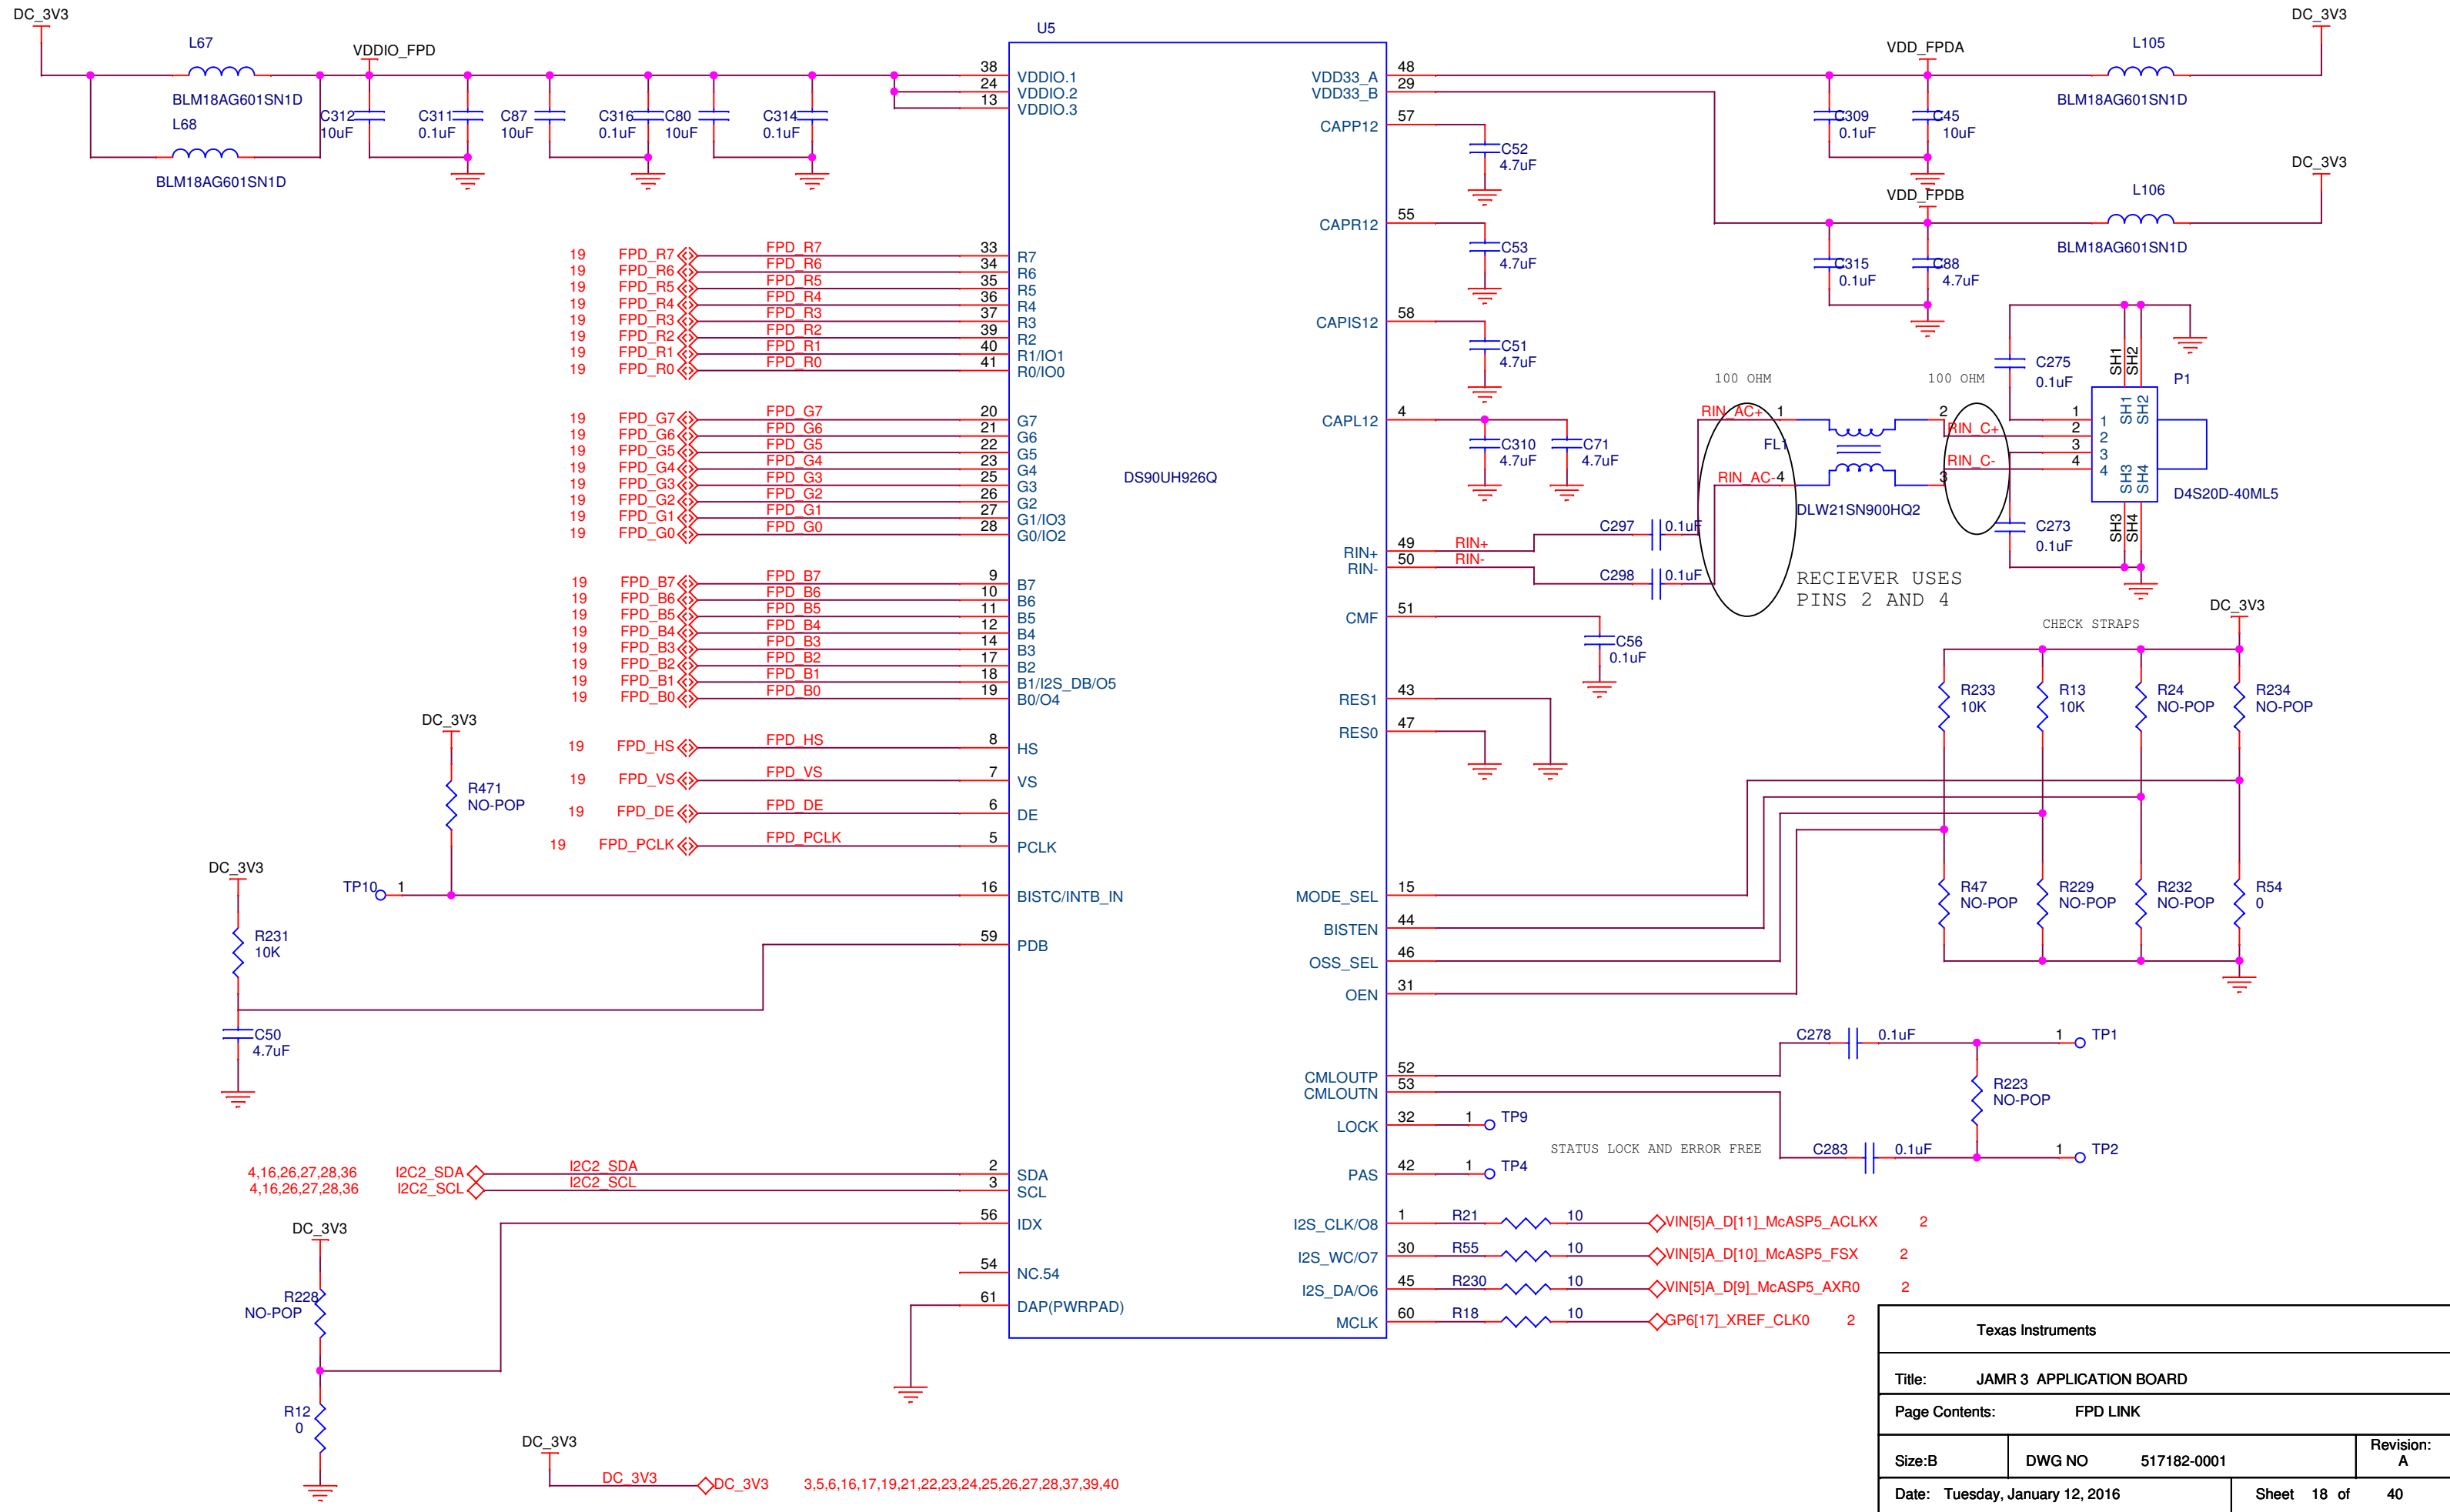 DC_3V3
L67
BLM18AG601SN1D
L68
BLM18AG601SN1D
VDDIO_FPD
C312
10uF
C311
0.1uF
C87
10uF
C316
0.1uF
C80
10uF
C314
0.1uF
U5
DS90UH926Q
38 VDDIO.1
24 VDDIO.2
13 VDDIO.3
19 FPD_R7 FPD_R7 33 R7
19 FPD_R6 FPD_R6 34 R6
19 FPD_R5 FPD_R5 35 R5
19 FPD_R4 FPD_R4 36 R4
19 FPD_R3 FPD_R3 37 R3
19 FPD_R2 FPD_R2 39 R2
19 FPD_R1 FPD_R1 40 R1/IO1
19 FPD_R0 FPD_R0 41 R0/IO0
19 FPD_G7 FPD_G7 20 G7
19 FPD_G6 FPD_G6 21 G6
19 FPD_G5 FPD_G5 22 G5
19 FPD_G4 FPD_G4 23 G4
19 FPD_G3 FPD_G3 25 G3
19 FPD_G2 FPD_G2 26 G2
19 FPD_G1 FPD_G1 27 G1/IO3
19 FPD_G0 FPD_G0 28 G0/IO2
19 FPD_B7 FPD_B7 9 B7
19 FPD_B6 FPD_B6 10 B6
19 FPD_B5 FPD_B5 11 B5
19 FPD_B4 FPD_B4 12 B4
19 FPD_B3 FPD_B3 14 B3
19 FPD_B2 FPD_B2 17 B2
19 FPD_B1 FPD_B1 18 B1/I2S_DB/O5
19 FPD_B0 FPD_B0 19 B0/O4
19 FPD_HS FPD_HS 8 HS
19 FPD_VS FPD_VS 7 VS
19 FPD_DE FPD_DE 6 DE
19 FPD_PCLK FPD_PCLK 5 PCLK
DC_3V3
R471
NO-POP
TP10 1 16 BISTC/INTB_IN
DC_3V3
R231
10K
59 PDB
C50
4.7uF
4,16,26,27,28,36 I2C2_SDA I2C2_SDA 2 SDA
4,16,26,27,28,36 I2C2_SCL I2C2_SCL 3 SCL
DC_3V3
56 IDX
R228
NO-POP
R12
0
54 NC.54
61 DAP(PWRPAD)
DC_3V3
DC_3V3 DC_3V3 3,5,6,16,17,19,21,22,23,24,25,26,27,28,37,39,40
VDD33_A 48
VDD33_B 29
VDD_FPDA
L105
BLM18AG601SN1D
DC_3V3
C309
0.1uF
C45
10uF
VDD_FPDB
L106
BLM18AG601SN1D
DC_3V3
C315
0.1uF
C88
4.7uF
CAPP12 57
C52
4.7uF
CAPR12 55
C53
4.7uF
CAPIS12 58
C51
4.7uF
CAPL12 4
C310
4.7uF
C71
4.7uF
100 OHM
100 OHM
RIN_AC+ 1
RIN_AC- 4
FL1
DLW21SN900HQ2
2 RIN_C+
3 RIN_C-
C275
0.1uF
C273
0.1uF
SH1 SH2
SH1 SH2
1 1
2 2
3 3
4 4
SH3 SH4
SH3 SH4
P1
D4S20D-40ML5
RIN+ 49 RIN+ C297 0.1uF
RIN- 50 RIN- C298 0.1uF
RECIEVER USES
PINS 2 AND 4
CMF 51
C56
0.1uF
RES1 43
RES0 47
DC_3V3
CHECK STRAPS
R233
10K
R13
10K
R24
NO-POP
R234
NO-POP
R47
NO-POP
R229
NO-POP
R232
NO-POP
R54
0
MODE_SEL 15
BISTEN 44
OSS_SEL 46
OEN 31
C278 0.1uF 1 TP1
CMLOUTP 52
CMLOUTN 53
R223
NO-POP
LOCK 32 1 TP9
STATUS LOCK AND ERROR FREE
C283 0.1uF 1 TP2
PAS 42 1 TP4
I2S_CLK/O8 1 R21 10 VIN[5]A_D[11]_McASP5_ACLKX 2
I2S_WC/O7 30 R55 10 VIN[5]A_D[10]_McASP5_FSX 2
I2S_DA/O6 45 R230 10 VIN[5]A_D[9]_McASP5_AXR0 2
MCLK 60 R18 10 GP6[17]_XREF_CLK0 2
Texas Instruments
Title: JAMR 3 APPLICATION BOARD
Page Contents: FPD LINK
Size:B DWG NO 517182-0001 Revision: A
Date: Tuesday, January 12, 2016 Sheet 18 of 40